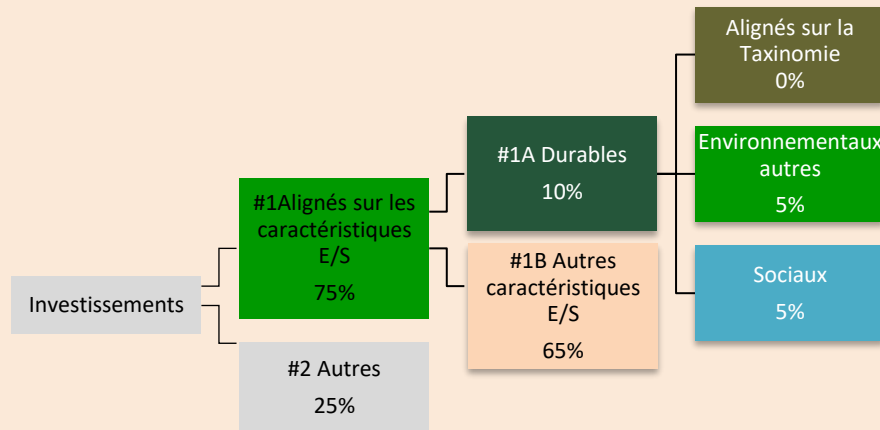 Investissements
#1Alignés sur les
caractéristiques
E/S
75%
#2 Autres
25%
#1A Durables
10%
#1B Autres
caractéristiques
E/S
65%
Alignés sur la
Taxinomie
0%
Environnementaux
autres
5%
Sociaux
5%